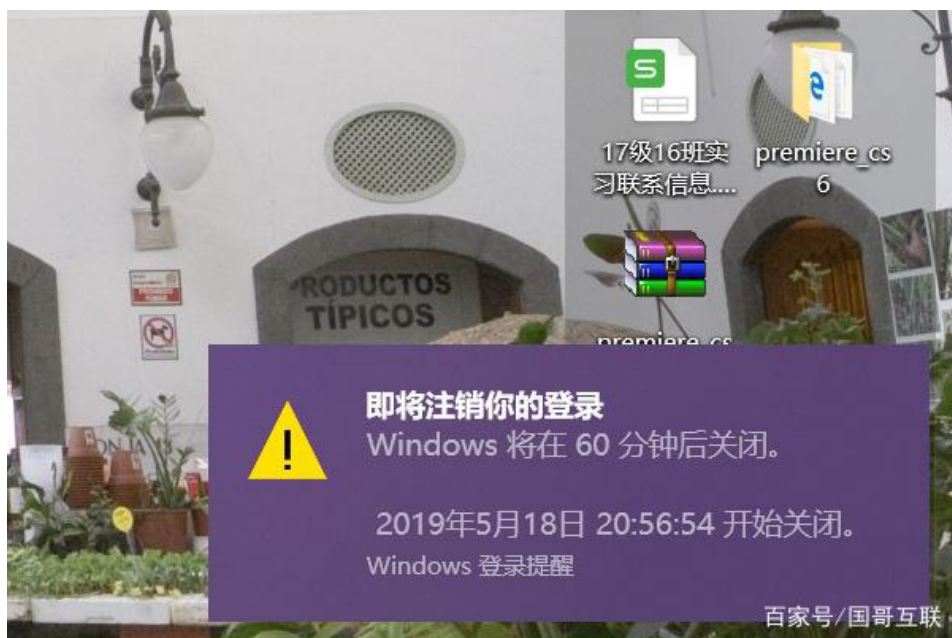 17级16班实
习联系信息....
premiere_cs
6
premiere_cs
RODUCTOS
TÍPICOS
即将注销你的登录
Windows 将在 60 分钟后关闭。
2019年5月18日 20:56:54 开始关闭。
Windows 登录提醒
百家号/国哥互联